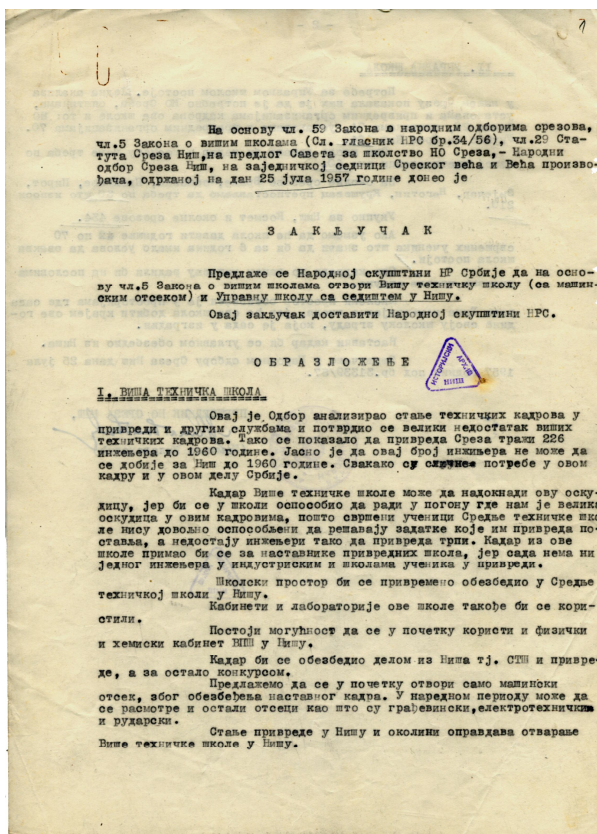 На основу чл. 59 Закона о народним одборима срезова,
чл.5 Закона о вишим школама (Сл. гласник НРС бр.34/56), чл.29 Ста-
тута Среза Ниш,на предлог Савета за школство НО Среза,- Народни
одбор Среза Ниш, на заједничкој седници Среског већа и Већа произво-
ђача, одржаној на дан 25 јула 1957 године донео је
З А К Љ У Ч А К
Предлаже се Народној скупштини НР Србије да на осно-
ву чл.5 Закона о вишим школама отвори Вишу техничку школу (са машин-
ским отсеком) и Управну школу са седиштем у Нишу.
Овај закључак доставити Народној скупштини НРС.
О Б Р А З Л О Ж Е Њ Е
ИСТОРИЈСКИ АРХИВ
I. ВИША ТЕХНИЧКА ШКОЛА
Овај је Одбор анализирао стање техничких кадрова у
привреди и другим службама и потврдио се велики недостатак виших
техничких кадрова. Тако се показало да привреда Среза тражи 226
инжењера до 1960 године. Јасно је да овај број инжењера не може да
се добије за Ниш до 1960 године. Свакако су сличне потребе у овом
кадру и у овом делу Србије.
Кадар Више техничке школе може да надокнади ову оску-
дицу, јер би се у школи оспособио да ради у погону где нам је велика
оскудица у овим кадровима, пошто свршени ученици Средње техничке шко
ле нису довољно оспособљени да решавају задатке које им привреда по-
ставља, а недостају инжењери тако да привреда трпи. Кадар из ове
школе примао би се за наставнике привредних школа, јер сада нема ни
једног инжењера у индустриским и школама ученика у привреди.
Школски простор би се привремено обезбедио у Средњој
техничкој школи у Нишу.
Кабинети и лабораторије ове школе такође би се кори-
стили.
Постоји могућност да се у почетку користи и физички
и хемиски кабинет ВПШ у Нишу.
Кадар би се обезбедио делом из Ниша тј. СТШ и привре-
де, а за остало конкурсом.
Предлажемо да се у почетку отвори само машински
отсек, због обезбеђења наставног кадра. У наредном периоду може да
се расмотре и остали отсеци као што су грађевински,електротехнички
и рударски.
Стање привреде у Нишу и околини оправдава отварање
Више техничке школе у Нишу.